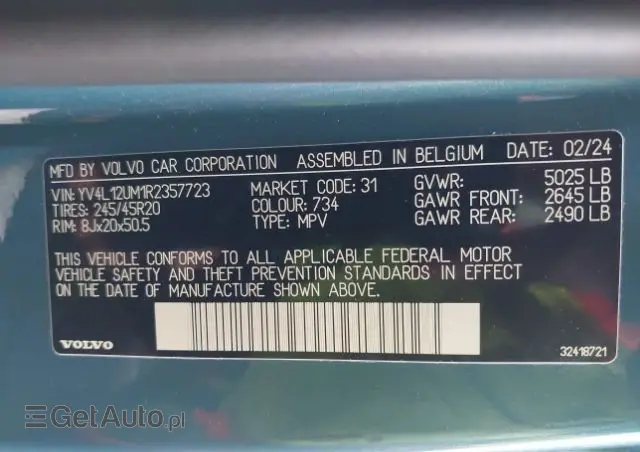 MFD BY VOLVO CAR CORPORATION ASSEMBLED IN BELGIUM DATE: 02/24
VIN: YV4L12UM1R2357723 MARKET CODE: 31 GVWR: 5025 LB
TIRES: 245/45R20 COLOUR: 734 GAWR FRONT: 2645 LB
RIM: 8Jx20x50.5 TYPE: MPV GAWR REAR: 2490 LB
THIS VEHICLE CONFORMS TO ALL APPLICABLE FEDERAL MOTOR
VEHICLE SAFETY AND THEFT PREVENTION STANDARDS IN EFFECT
ON THE DATE OF MANUFACTURE SHOWN ABOVE.
VOLVO 32418721
GetAuto.pl